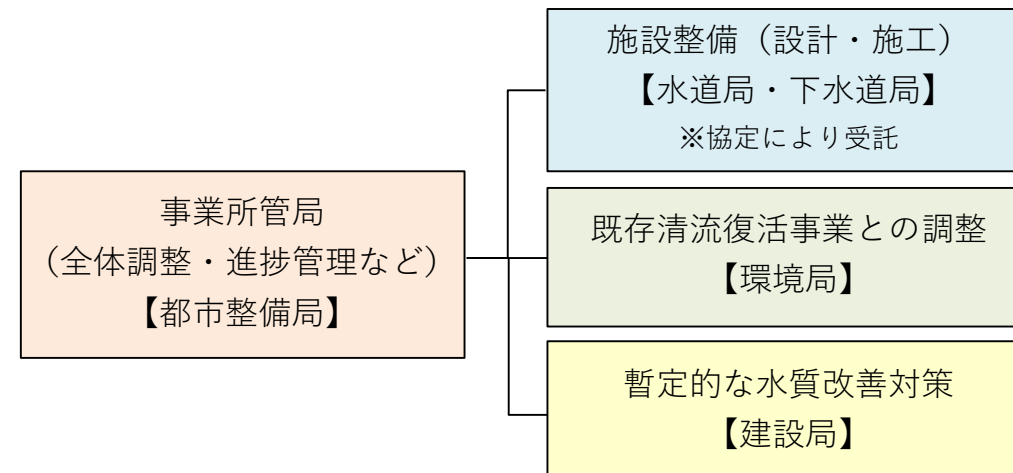 事業所管局
（全体調整・進捗管理など）
【都市整備局】
施設整備（設計・施工）
【水道局・下水道局】
※協定により受託
既存清流復活事業との調整
【環境局】
暫定的な水質改善対策
【建設局】